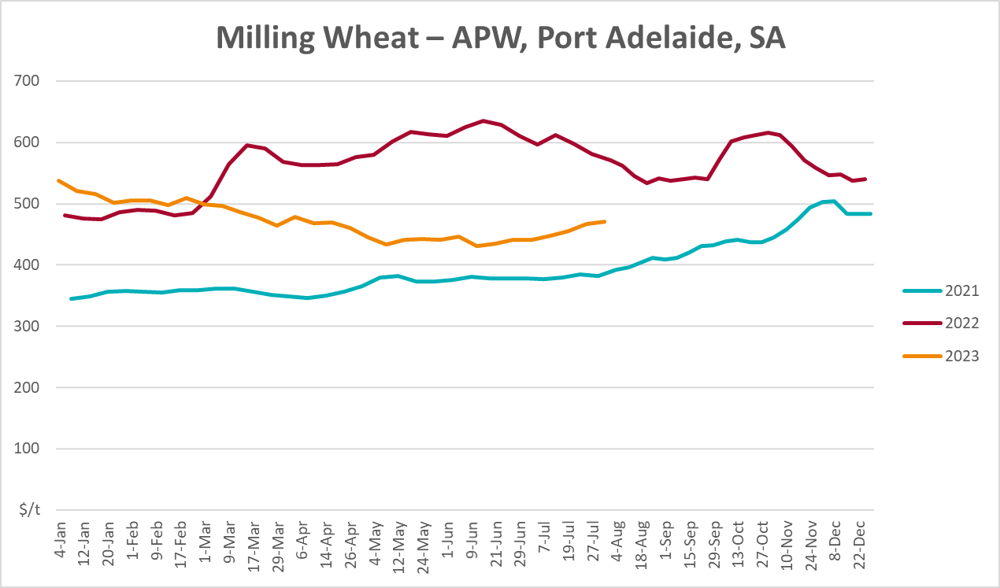 Milling Wheat – APW, Port Adelaide, SA
700
600
500
400
300
200
100
$/t
4-Jan
12-Jan
20-Jan
1-Feb
9-Feb
17-Feb
1-Mar
9-Mar
17-Mar
29-Mar
6-Apr
14-Apr
26-Apr
4-May
12-May
24-May
1-Jun
9-Jun
21-Jun
29-Jun
7-Jul
19-Jul
27-Jul
4-Aug
18-Aug
1-Sep
15-Sep
29-Sep
13-Oct
27-Oct
10-Nov
24-Nov
8-Dec
22-Dec
2021
2022
2023